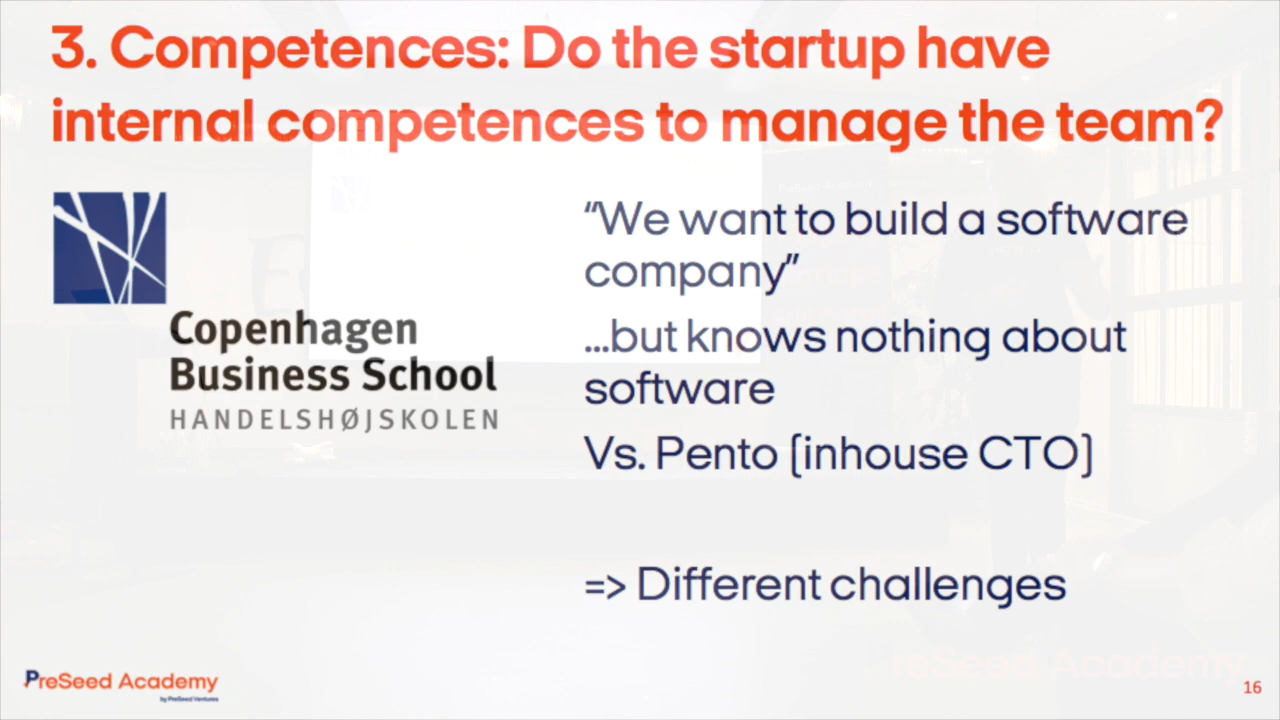 3. Competences: Do the startup have
internal competences to manage the team?
Copenhagen
Business School
HANDELSHØJSKOLEN
“We want to build a software
company”
...but knows nothing about
software
Vs. Pento (inhouse CTO)
=> Different challenges
PreSeed Academy
by PreSeed Ventures
PreSeed Academy
16